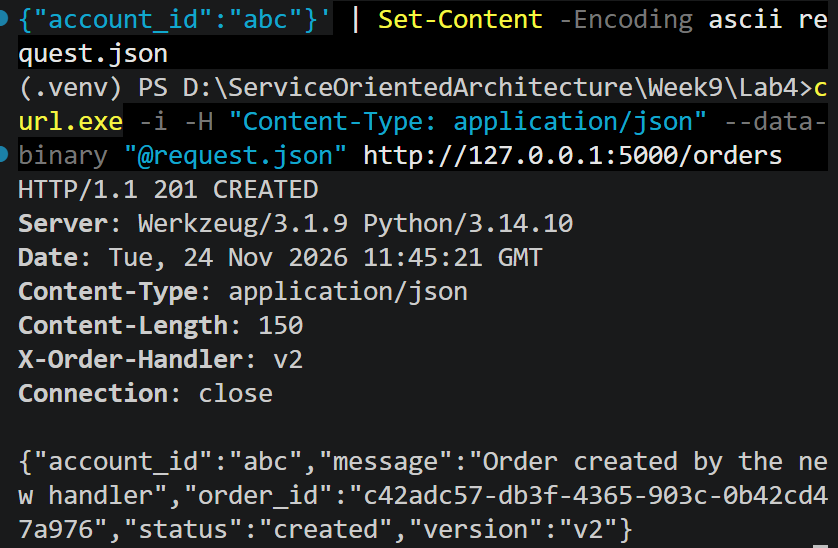 {"account_id":"abc"}' | Set-Content -Encoding ascii re
quest.json
(.venv) PS D:\ServiceOrientedArchitecture\Week9\Lab4>c
url.exe -i -H "Content-Type: application/json" --data-
binary "@request.json" http://127.0.0.1:5000/orders
HTTP/1.1 201 CREATED
Server: Werkzeug/3.1.9 Python/3.14.10
Date: Tue, 24 Nov 2026 11:45:21 GMT
Content-Type: application/json
Content-Length: 150
X-Order-Handler: v2
Connection: close

{"account_id":"abc","message":"Order created by the ne
w handler","order_id":"c42adc57-db3f-4365-903c-0b42cd4
7a976","status":"created","version":"v2"}